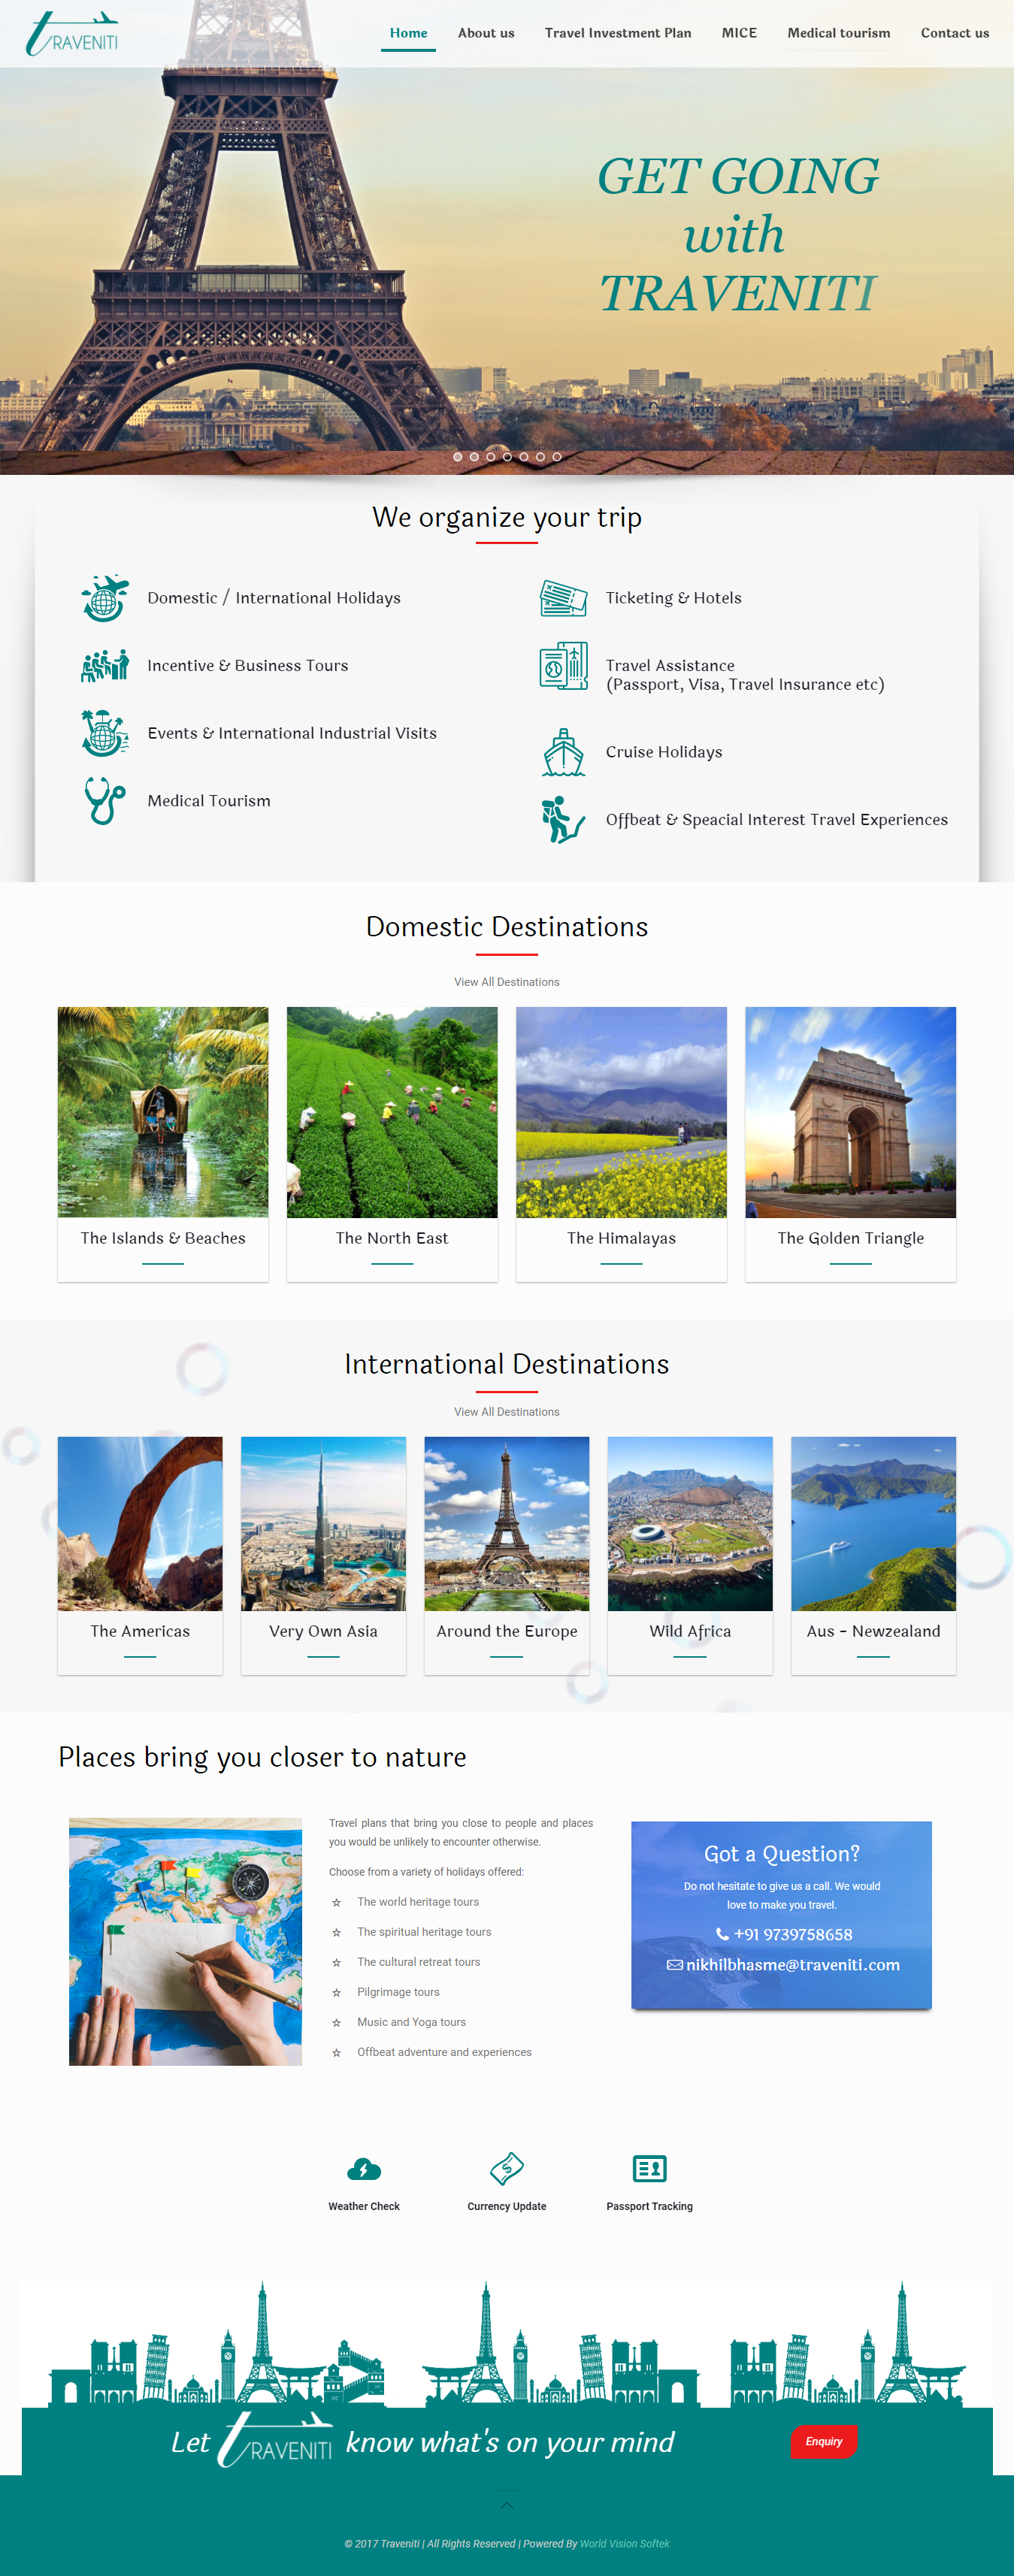 TRAVENITI
Home About us Travel Investment Plan MICE Medical tourism Contact us
GET GOING
with
TRAVENITI
We organize your trip
Domestic / International Holidays
Incentive & Business Tours
Events & International Industrial Visits
Medical Tourism
Ticketing & Hotels
Travel Assistance
(Passport, Visa, Travel Insurance etc)
Cruise Holidays
Offbeat & Speacial Interest Travel Experiences
Domestic Destinations
View All Destinations
The Islands & Beaches
The North East
The Himalayas
The Golden Triangle
International Destinations
View All Destinations
The Americas
Very Own Asia
Around the Europe
Wild Africa
Aus - Newzealand
Places bring you closer to nature
Travel plans that bring you close to people and places
you would be unlikely to encounter otherwise.
Choose from a variety of holidays offered:
The world heritage tours
The spiritual heritage tours
The cultural retreat tours
Pilgrimage tours
Music and Yoga tours
Offbeat adventure and experiences
Got a Question?
Do not hesitate to give us a call. We would
love to make you travel.
+91 9739758658
nikhilbhasme@traveniti.com
Weather Check
Currency Update
Passport Tracking
Let TRAVENITI know what's on your mind
Enquiry
© 2017 Traveniti | All Rights Reserved | Powered By World Vision Softek